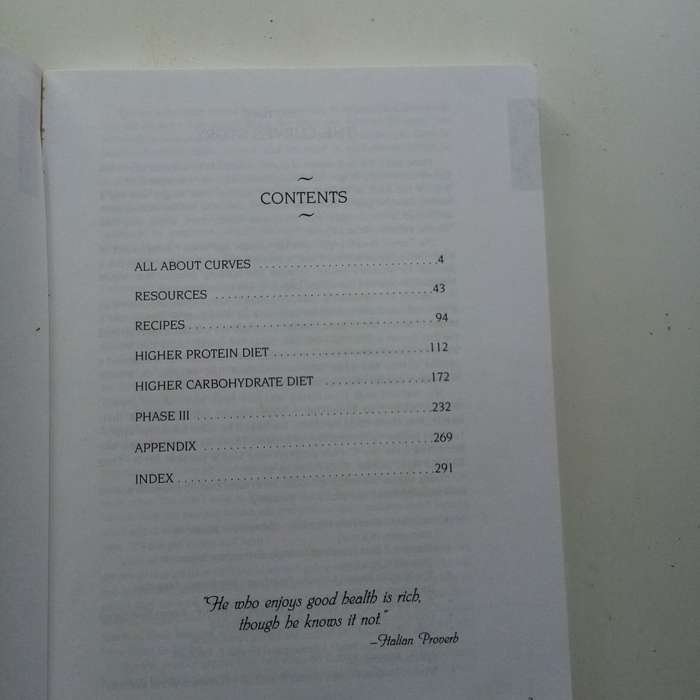 CONTENTS
ALL ABOUT CURVES ..............................4
RESOURCES ....................................43
RECIPES ........................................94
HIGHER PROTEIN DIET ..........................112
HIGHER CARBOHYDRATE DIET .................172
PHASE III ......................................232
APPENDIX .....................................269
INDEX .........................................291
"He who enjoys good health is rich,
though he knows it not."
—Italian Proverb